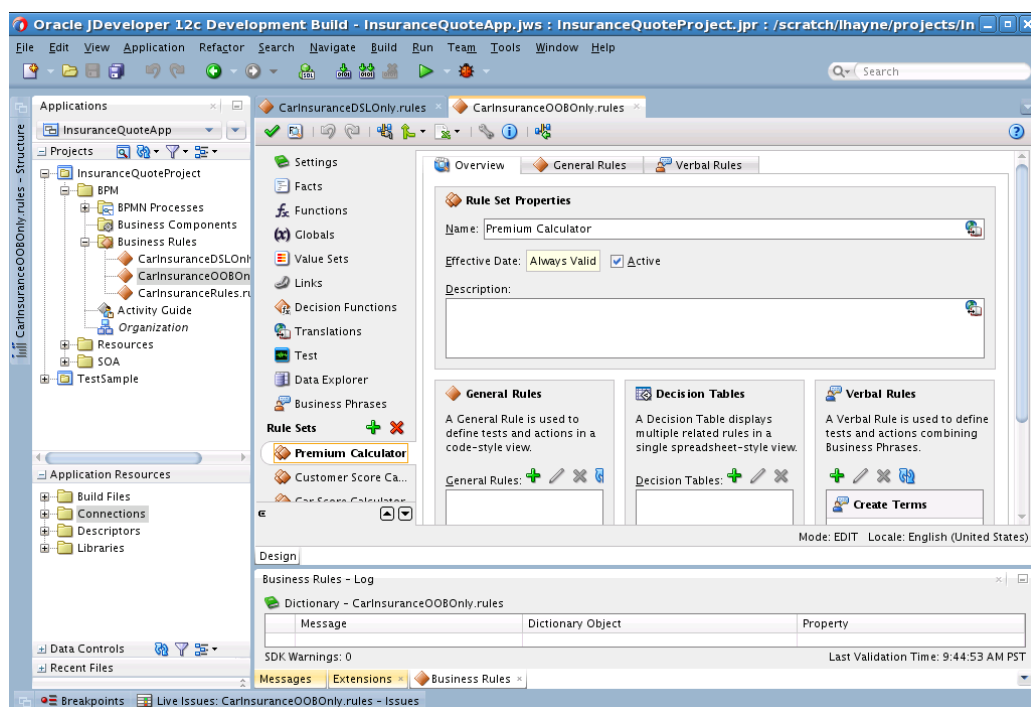 Oracle JDeveloper 12c Development Build - InsuranceQuoteApp.jws : InsuranceQuoteProject.jpr : /scratch/lhayne/projects/In
File Edit View Application Refactor Search Navigate Build Run Team Tools Window Help
Search
CarInsuranceOOBOnly.rules - Structure
Applications
InsuranceQuoteApp
Projects
InsuranceQuoteProject
BPM
BPMN Processes
Business Components
Business Rules
CarInsuranceDSLOnl
CarInsuranceOOBOn
CarInsuranceRules.ru
Activity Guide
Organization
Resources
SOA
TestSample
Application Resources
Build Files
Connections
Descriptors
Libraries
Data Controls
Recent Files
CarInsuranceDSLOnly.rules
CarInsuranceOOBOnly.rules
Settings
Facts
Functions
Globals
Value Sets
Links
Decision Functions
Translations
Test
Data Explorer
Business Phrases
Rule Sets
Premium Calculator
Customer Score Ca...
Car Score Calculator
Overview General Rules Verbal Rules
Rule Set Properties
Name: Premium Calculator
Effective Date: Always Valid Active
Description:
General Rules
A General Rule is used to
define tests and actions in a
code-style view.
General Rules:
Decision Tables
A Decision Table displays
multiple related rules in a
single spreadsheet-style view.
Decision Tables:
Verbal Rules
A Verbal Rule is used to define
tests and actions combining
Business Phrases.
Create Terms
Mode: EDIT Locale: English (United States)
Design
Business Rules - Log
Dictionary - CarInsuranceOOBOnly.rules
Message Dictionary Object Property
SDK Warnings: 0 Last Validation Time: 9:44:53 AM PST
Messages Extensions Business Rules
Breakpoints Live Issues: CarInsuranceOOBOnly.rules - Issues